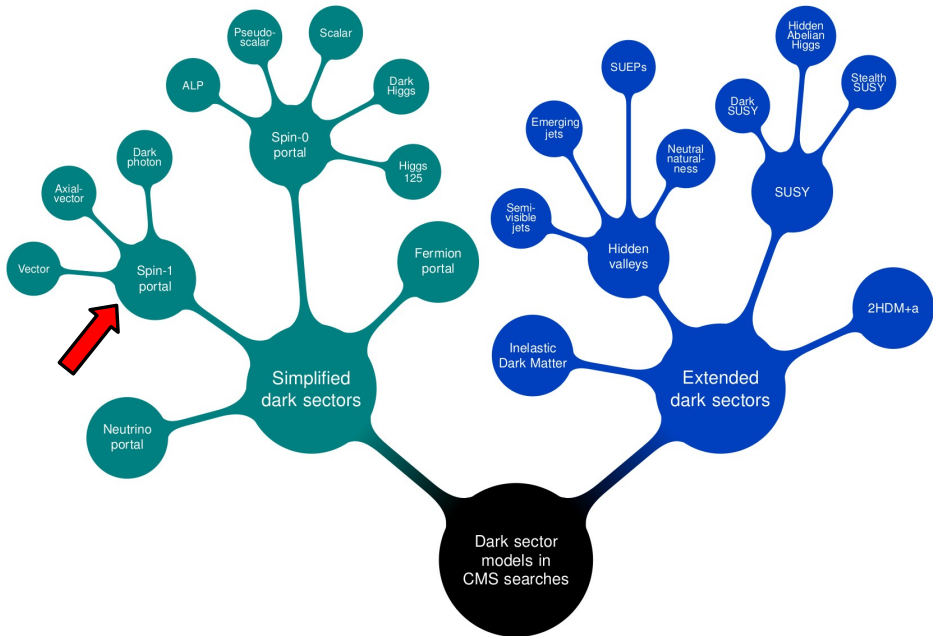 Pseudo-
scalar
Scalar
ALP
Dark
Higgs
Spin-0
portal
Higgs
125
Dark
photon
Axial-
vector
Vector
Spin-1
portal
Fermion
portal
Simplified
dark sectors
Neutrino
portal
Hidden
Abelian
Higgs
SUEPs
Stealth
SUSY
Dark
SUSY
Emerging
jets
Neutral
natural-
ness
SUSY
Semi-
visible
jets
Hidden
valleys
2HDM+a
Inelastic
Dark Matter
Extended
dark sectors
Dark sector
models in
CMS searches